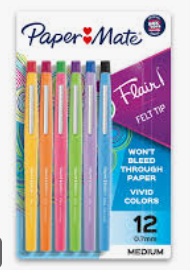 Paper Mate
Flair!
FELT TIP
WON'T
BLEED
THROUGH
PAPER
VIVID
COLORS
12
0.7mm
MEDIUM